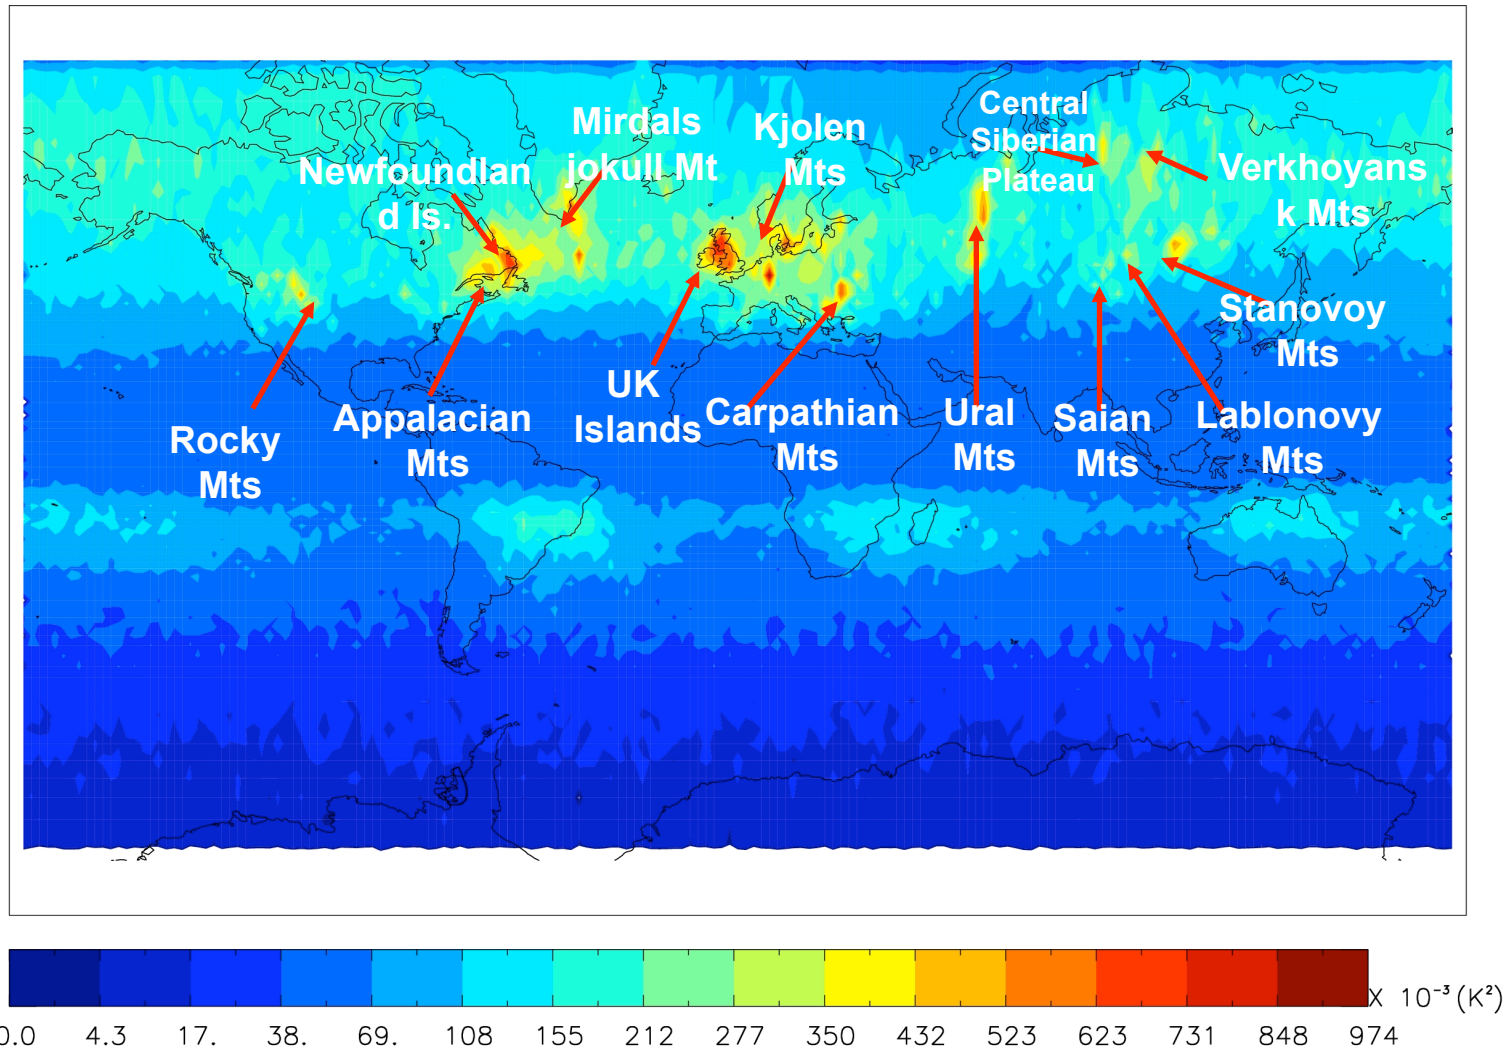 Central
Siberian
Plateau
Mirdals
jokull Mt
Kjolen
Mts
Newfoundlan
d Is.
Verkhoyans
k Mts
Stanovoy
Mts
UK
Islands
Carpathian
Mts
Ural
Mts
Saian
Mts
Lablonovy
Mts
Appalacian
Mts
Rocky
Mts
0.0 4.3 17. 38. 69. 108 155 212 277 350 432 523 623 731 848 974
X 10⁻³ (K²)